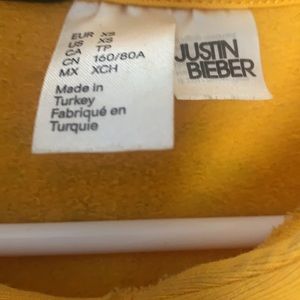 EUR XS
US XS
CA TP
CN 160/80A
MX XCH
Made in
Turkey
Fabriqué en
Turquie
JUSTIN
BIEBER